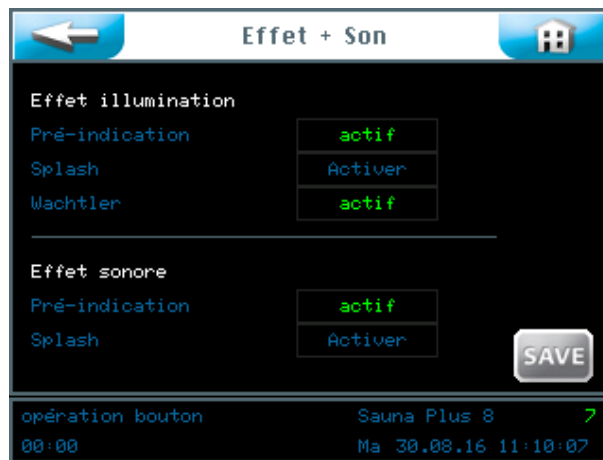 Effet + Son
Effet illumination
Pré-indication actif
Splash Activer
Wachtler actif
Effet sonore
Pré-indication actif
Splash Activer
SAVE
opération bouton Sauna Plus 8 7
00:00 Ma 30.08.16 11:10:07